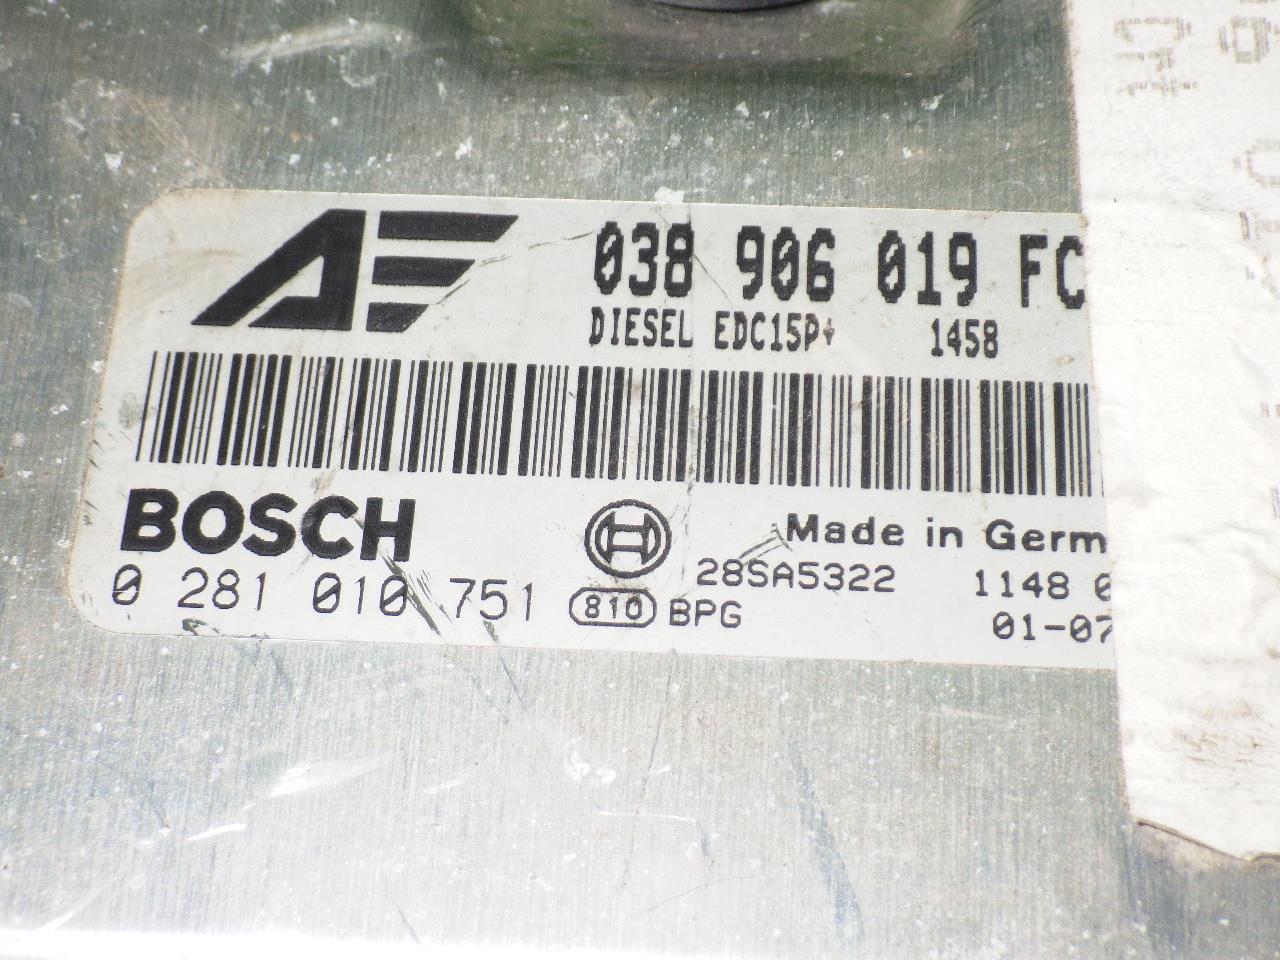 038 906 019 FC
DIESEL EDC15P+ 1458
BOSCH
Made in Germ
0 281 010 751
28SA5322 1148 0
810 BPG
01-07